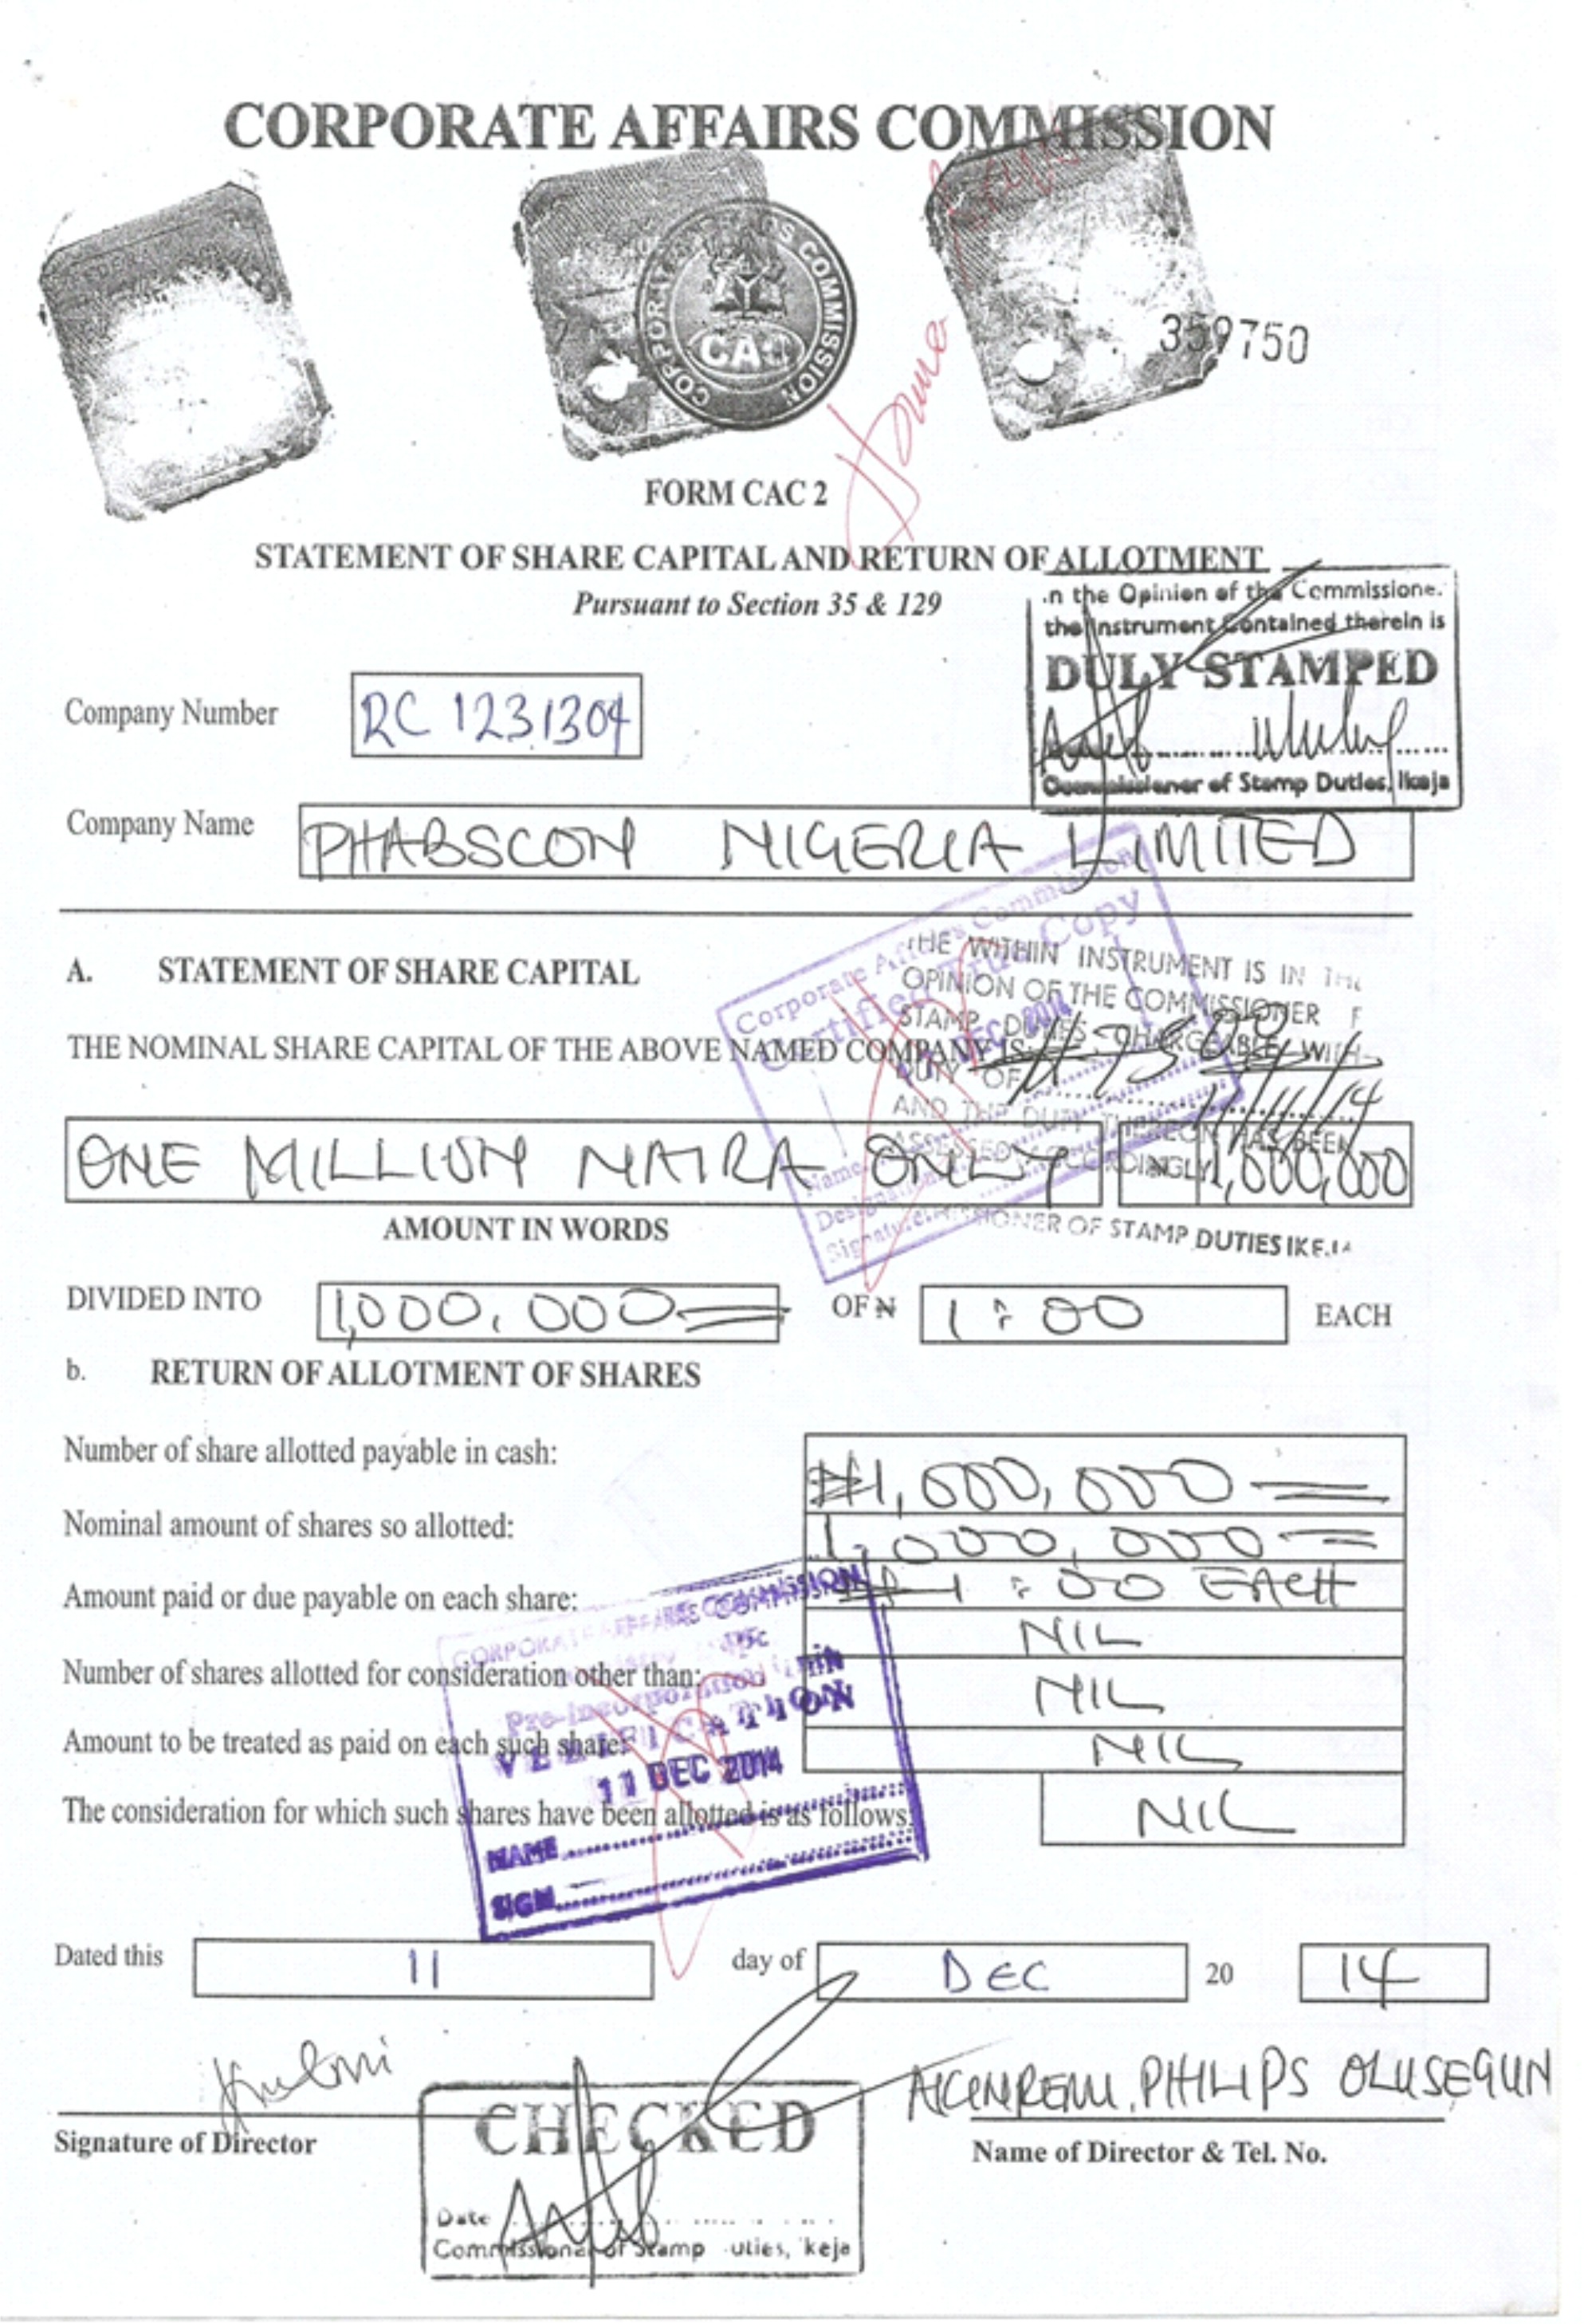 CORPORATE AFFAIRS COMMISSION
CORPORATE AFFAIRS COMMISSION
CAC
359750
FORM CAC 2
STATEMENT OF SHARE CAPITAL AND RETURN OF ALLOTMENT
Pursuant to Section 35 & 129
In the Opinion of the Commissione.
the Instrument Contained therein is
DULY STAMPED
Commissioner of Stamp Duties, Ikeja
Company Number RC 1231304
Company Name PHABSCON NIGERIA LIMITED
Corporate Affairs Commission
Certified True Copy
DEC 2014
Name
Designation
Signature
THE WITHIN INSTRUMENT IS IN THE
OPINION OF THE COMMISSIONER F
STAMP DUTIES CHARGEABLE WITH
DUTY OF
11/11/14
AND THE DUTY THEREON HAS BEEN
ASSESSED ACCORDINGLY
COMMISSIONER OF STAMP DUTIES IKEJA
A. STATEMENT OF SHARE CAPITAL
THE NOMINAL SHARE CAPITAL OF THE ABOVE NAMED COMPANY IS
ONE MILLION NAIRA ONLY N 1,000,000
AMOUNT IN WORDS
DIVIDED INTO 1,000,000= OF N 1:00 EACH
b. RETURN OF ALLOTMENT OF SHARES
Number of share allotted payable in cash: ₦1,000,000=
Nominal amount of shares so allotted: 1,000,000=
Amount paid or due payable on each share: ₦1:00 EACH
NIL
Number of shares allotted for consideration other than: NIL
Amount to be treated as paid on each such share: NIL
The consideration for which such shares have been allotted is as follows: NIL
CORPORATE AFFAIRS COMMISSION
Pre-Incorporation Unit
VERIFICATION
11 DEC 2014
NAME
SIGN
Dated this 11 day of DEC 20 14
AKINREMI PHILIPS OLUSEGUN
Signature of Director
Name of Director & Tel. No.
CHECKED
Date
Commissioner of Stamp uties, keja